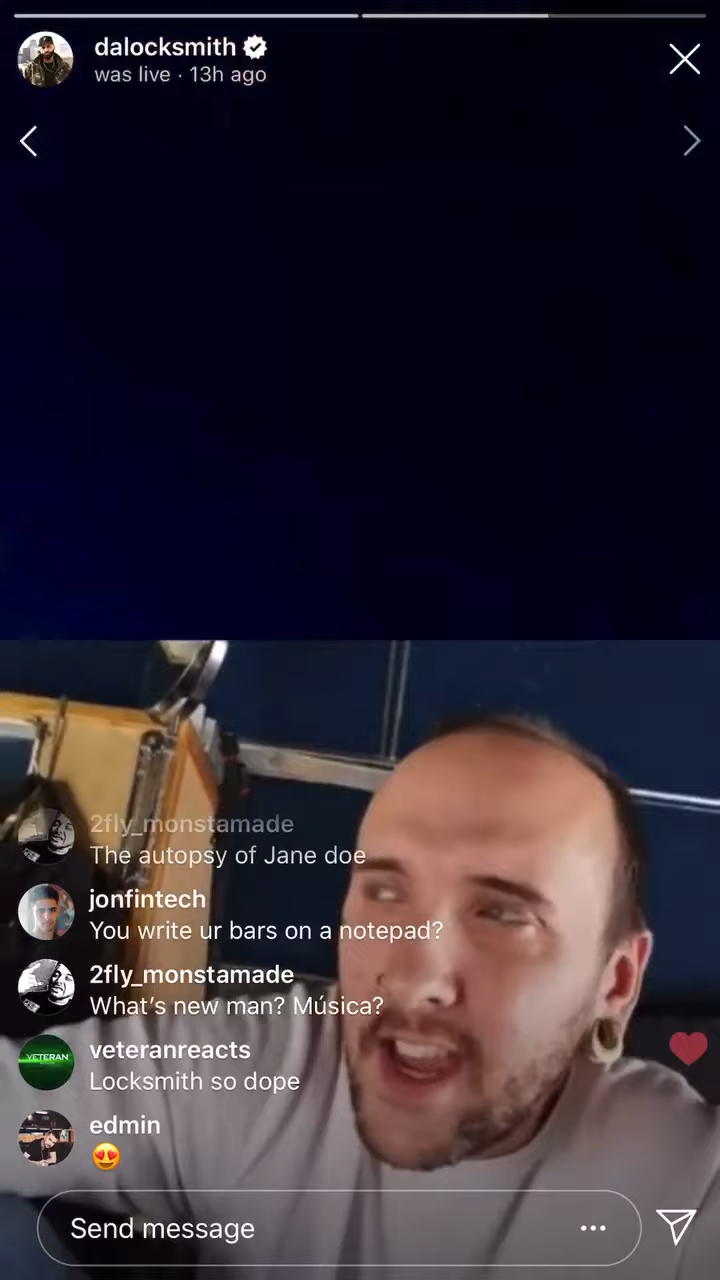 dalocksmith
was live · 13h ago
2fly_monstamade
The autopsy of Jane doe
jonfintech
You write ur bars on a notepad?
2fly_monstamade
What's new man? Música?
veteranreacts
VETERAN
Locksmith so dope
edmin
😍
Send message